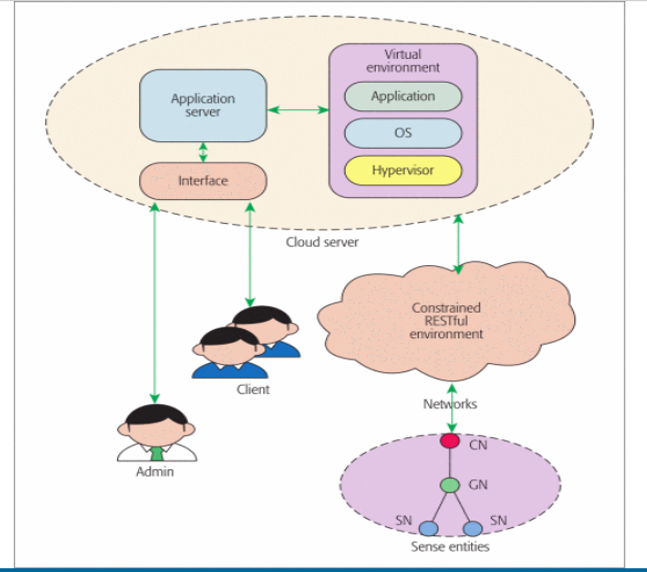 Virtual
environment
Application
server
Application
OS
Hypervisor
Interface
Cloud server
Constrained
RESTful
environment
Client
Networks
Admin
CN
GN
SN
SN
Sense entities